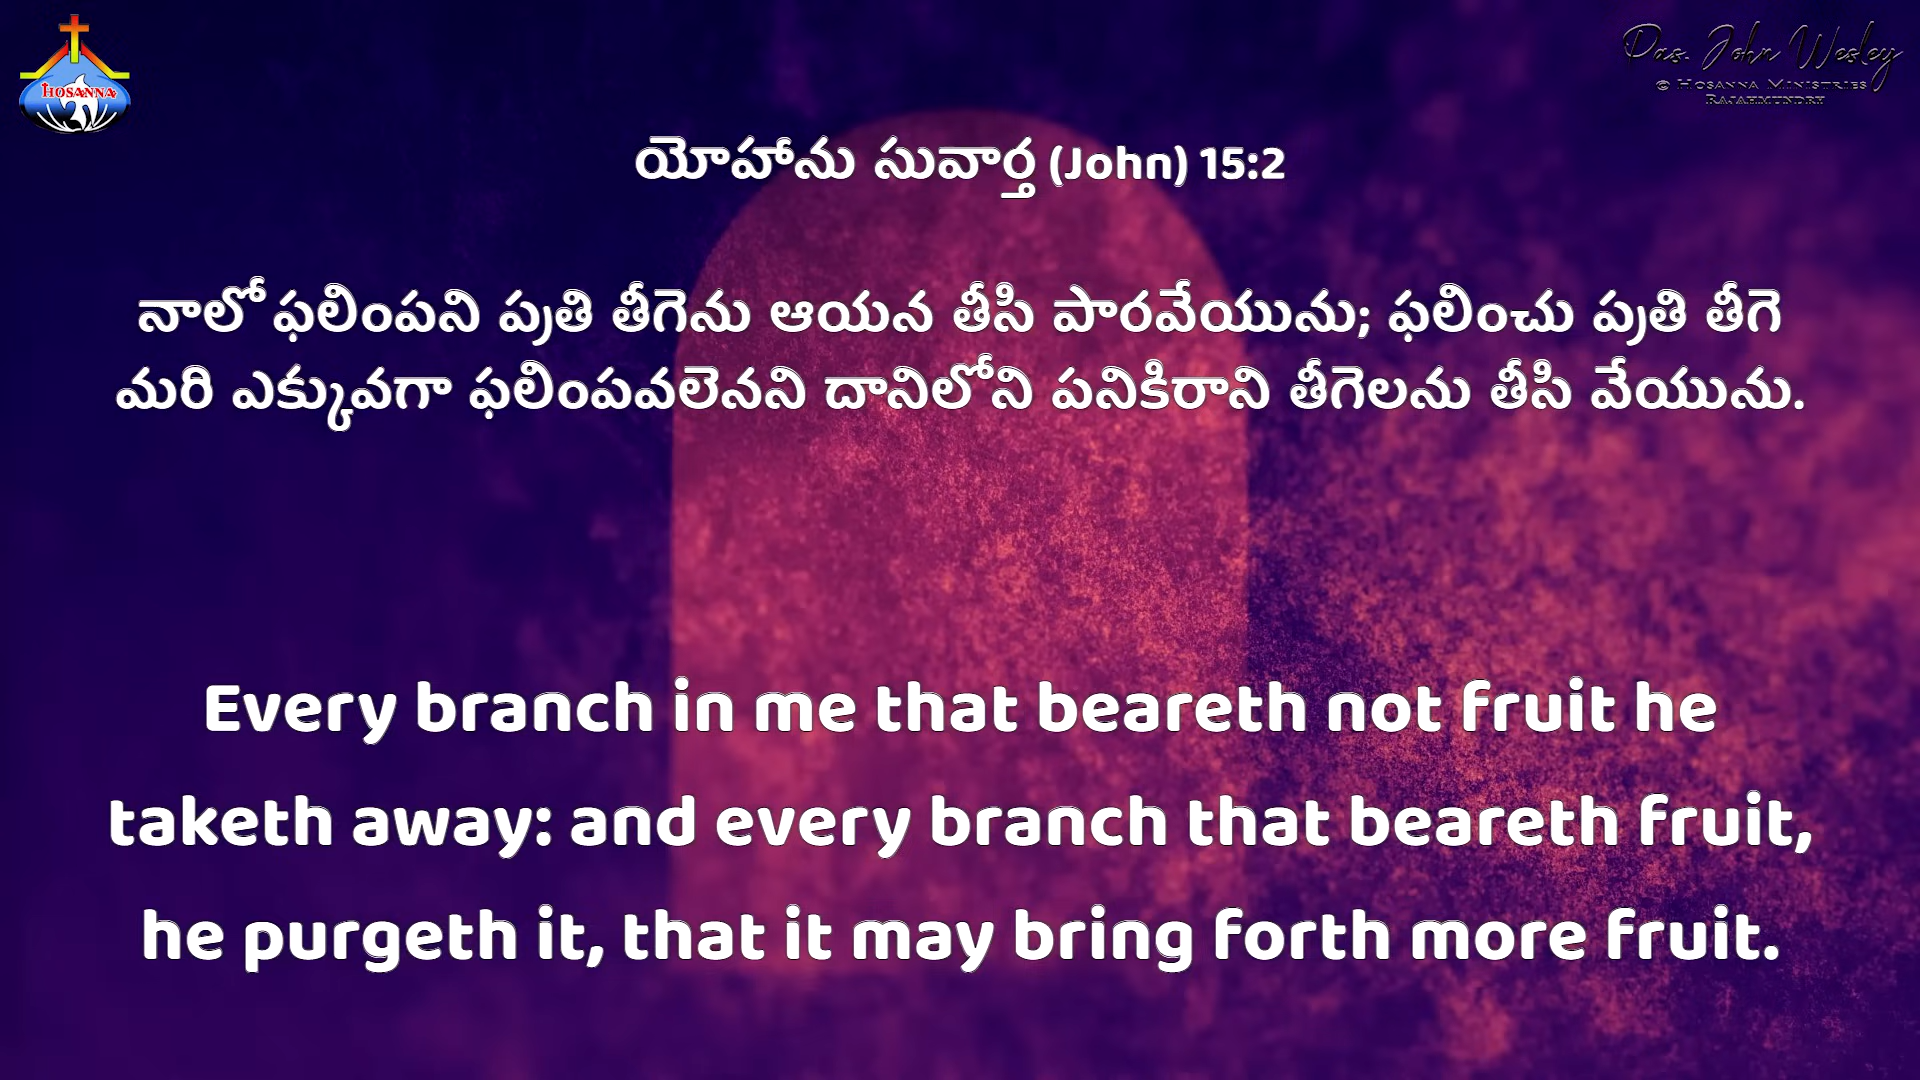 HOSANNA
Pas. John Wesley
© HOSANNA MINISTRIES
RAJAHMUNDRY
యోహాను సువార్త (John) 15:2
నాలో ఫలింపని ప్రతి తీగెను ఆయన తీసి పారవేయును; ఫలించు ప్రతి తీగె
మరి ఎక్కువగా ఫలింపవలెనని దానిలోని పనికిరాని తీగెలను తీసి వేయును.
Every branch in me that beareth not fruit he
taketh away: and every branch that beareth fruit,
he purgeth it, that it may bring forth more fruit.